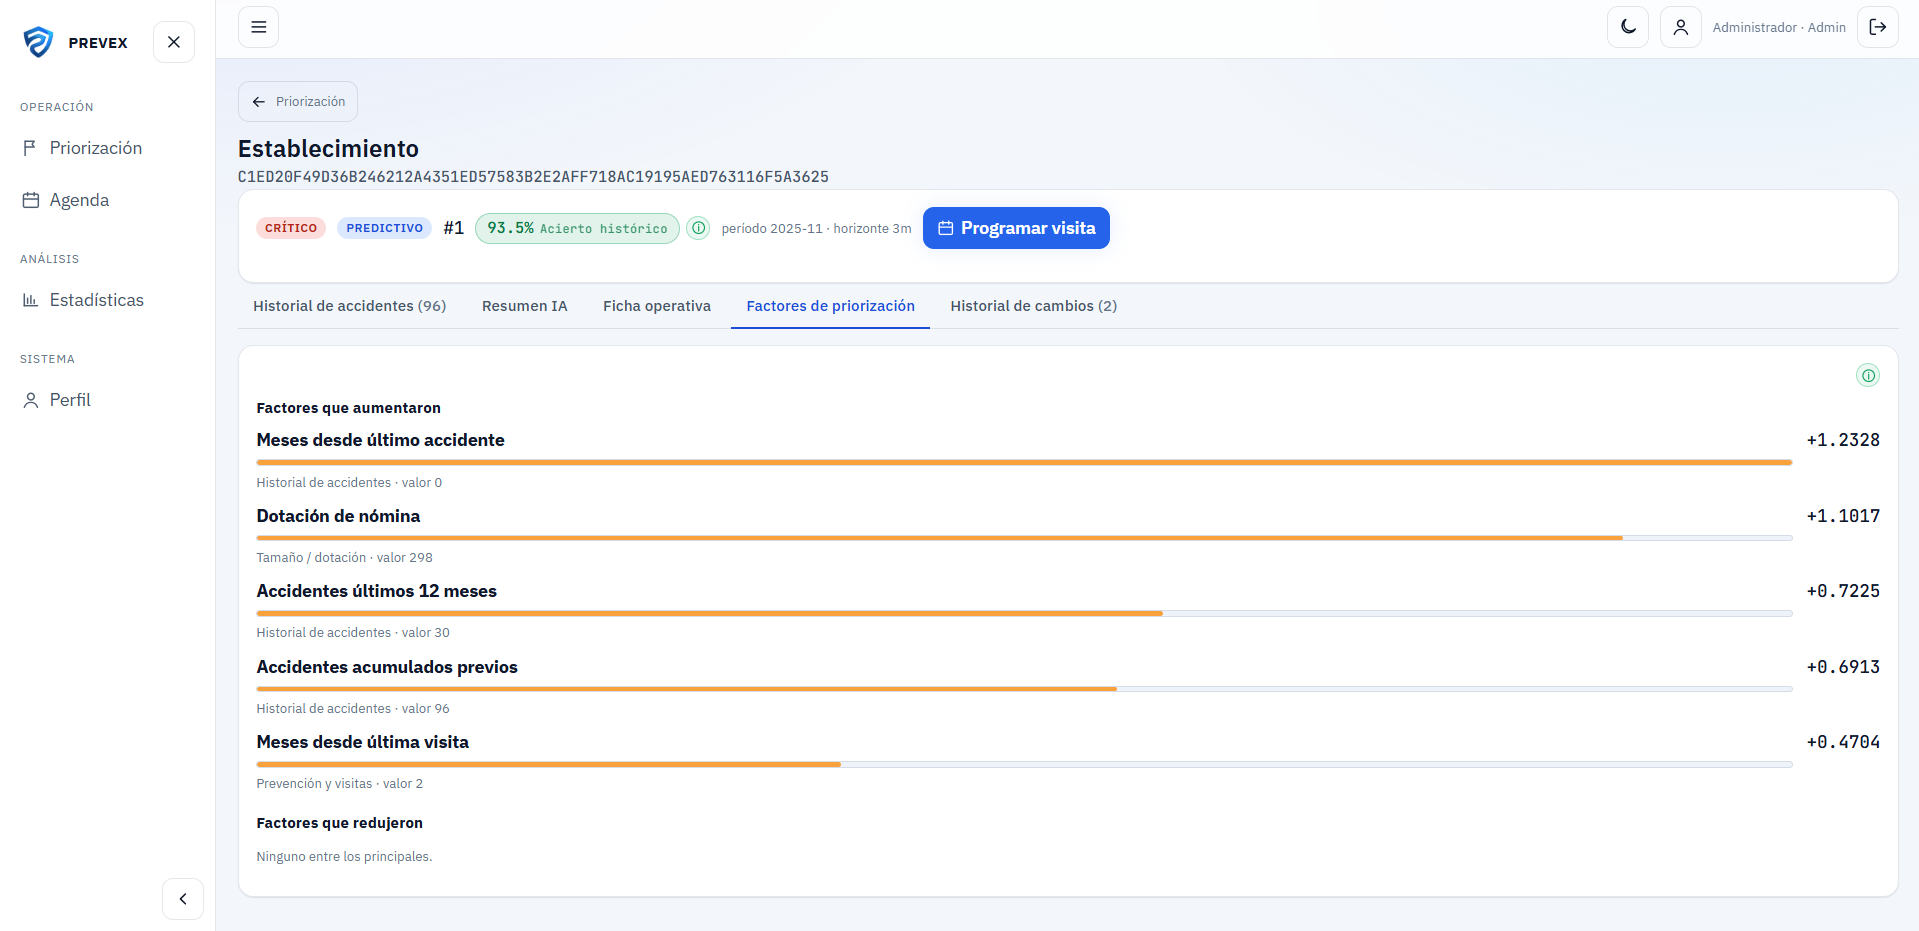 PREVEX
Administrador · Admin
OPERACIÓN
Priorización
Agenda
ANÁLISIS
Estadísticas
SISTEMA
Perfil
Priorización
Establecimiento
C1ED20F49D36B246212A4351ED57583B2E2AFF718AC19195AED763116F5A3625
CRÍTICO PREDICTIVO #1 93.5% Acierto histórico período 2025-11 · horizonte 3m Programar visita
Historial de accidentes (96) Resumen IA Ficha operativa Factores de priorización Historial de cambios (2)
Factores que aumentaron
Meses desde último accidente +1.2328
Historial de accidentes · valor 0
Dotación de nómina +1.1017
Tamaño / dotación · valor 298
Accidentes últimos 12 meses +0.7225
Historial de accidentes · valor 30
Accidentes acumulados previos +0.6913
Historial de accidentes · valor 96
Meses desde última visita +0.4704
Prevención y visitas · valor 2
Factores que redujeron
Ninguno entre los principales.